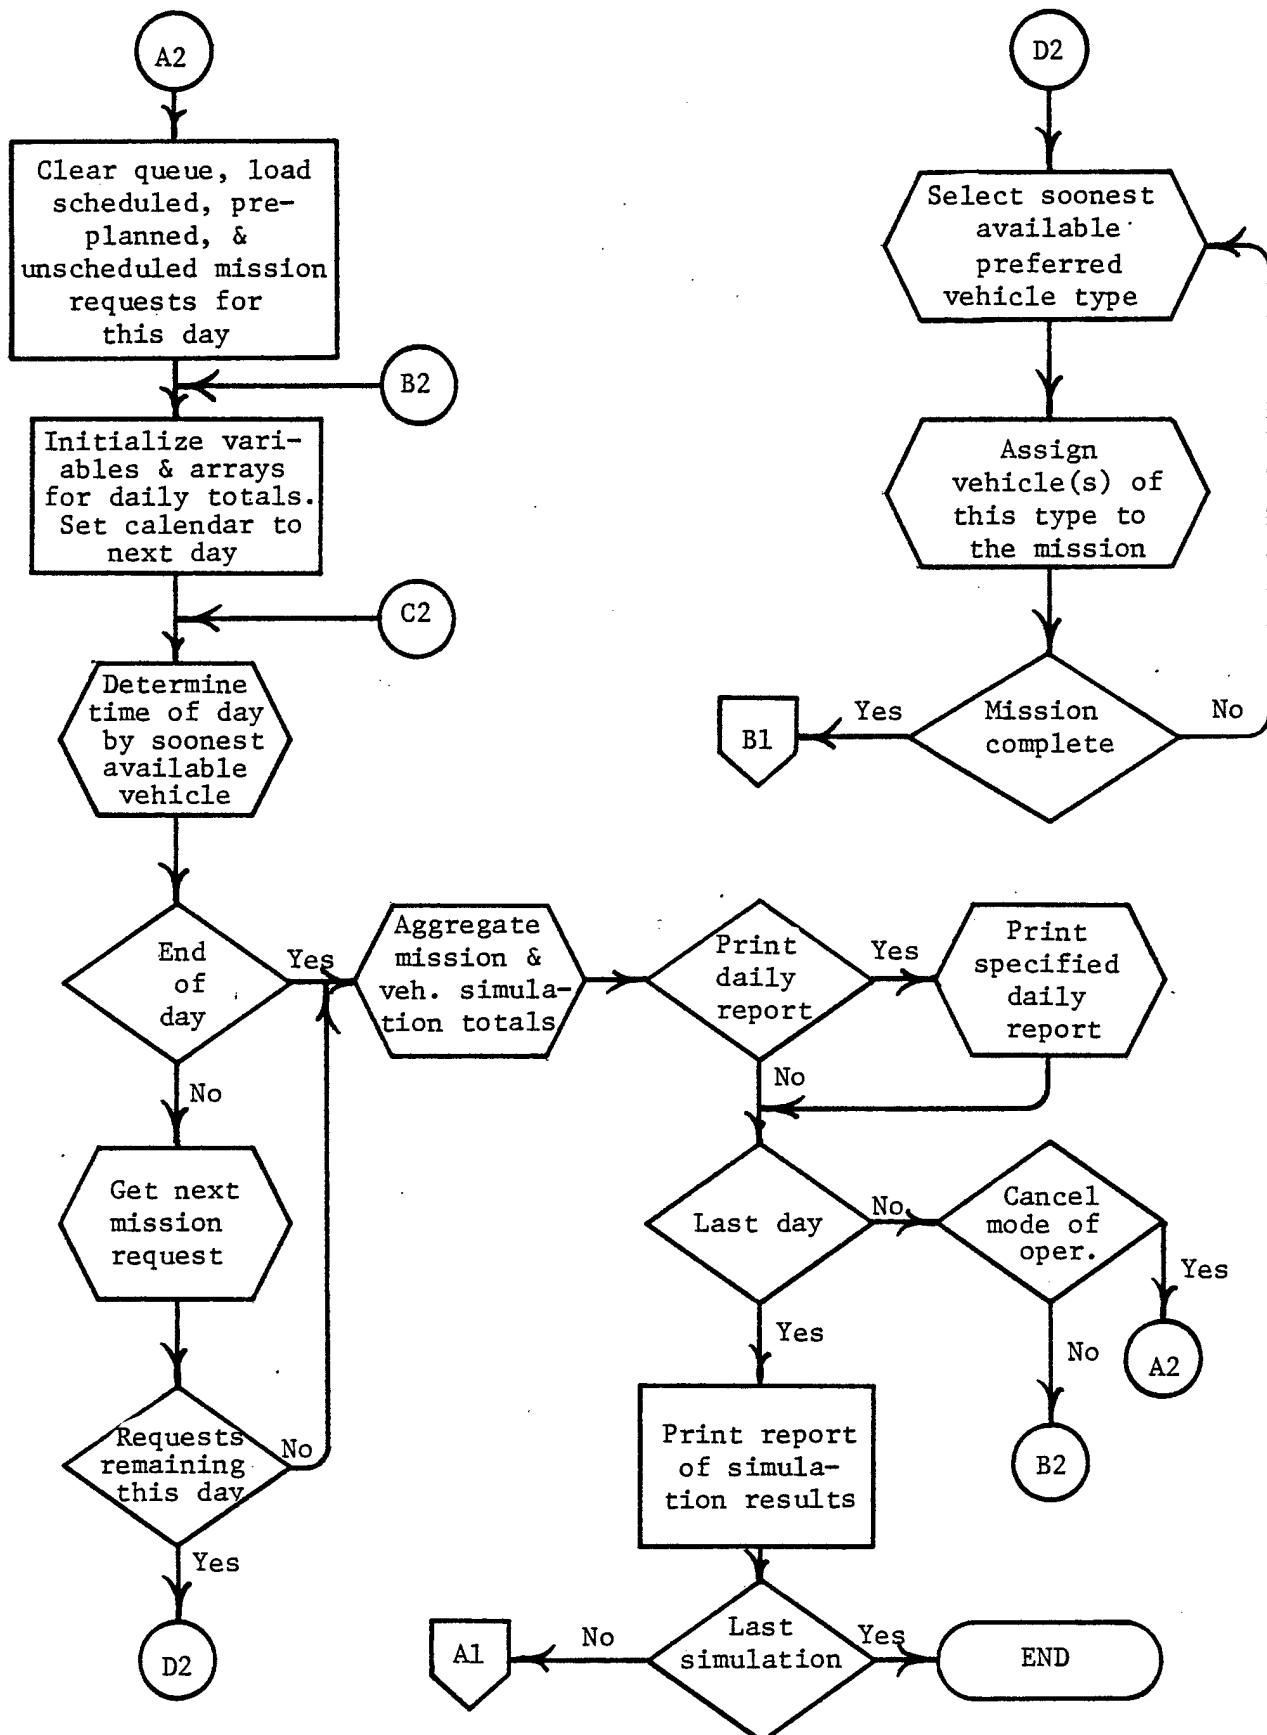 A2
Clear queue, load
scheduled, pre-
planned, &
unscheduled mission
requests for
this day
B2
Initialize vari-
ables & arrays
for daily totals.
Set calendar to
next day
C2
Determine
time of day
by soonest
available
vehicle
End
of
day
Yes
No
Get next
mission
request
Requests
remaining
this day
No
Yes
D2
Aggregate
mission &
veh. simula-
tion totals
Print
daily
report
Yes
No
Print
specified
daily
report
Last day
No
Yes
Cancel
mode of
oper.
Yes
A2
No
B2
Print report
of simula-
tion results
Last
simulation
No
A1
Yes
END
D2
Select soonest
available
preferred
vehicle type
Assign
vehicle(s) of
this type to
the mission
Mission
complete
Yes
B1
No